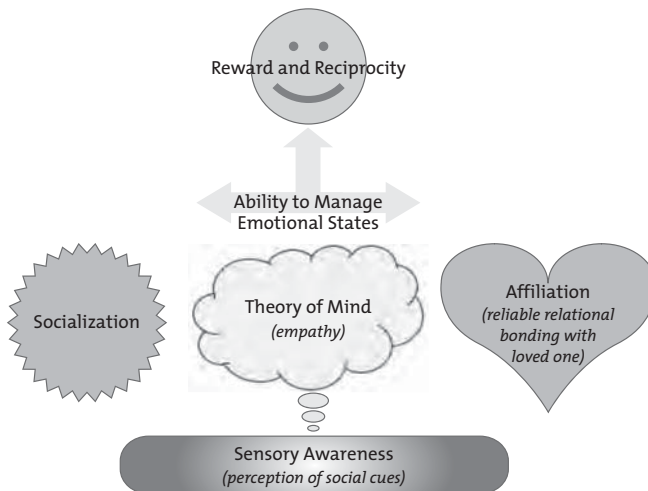 Reward and Reciprocity
Ability to Manage
Emotional States
Socialization
Theory of Mind
(empathy)
Affiliation
(reliable relational
bonding with
loved one)
Sensory Awareness
(perception of social cues)